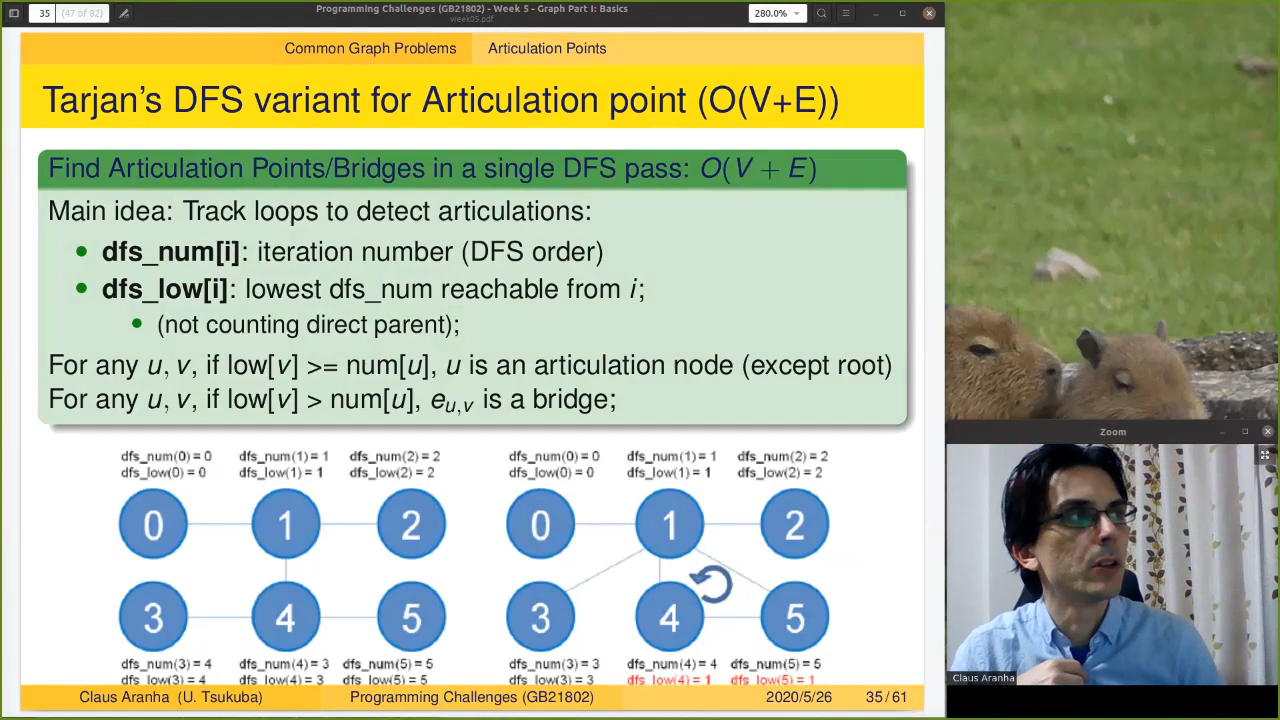 35 (47 of 82)
Programming Challenges (GB21802) - Week 5 - Graph Part I: Basics
week05.pdf
280.0%
Common Graph Problems Articulation Points
Tarjan's DFS variant for Articulation point (O(V+E))
Find Articulation Points/Bridges in a single DFS pass: O(V + E)
Main idea: Track loops to detect articulations:
dfs_num[i]: iteration number (DFS order)
dfs_low[i]: lowest dfs_num reachable from i;
(not counting direct parent);
For any u, v, if low[v] >= num[u], u is an articulation node (except root)
For any u, v, if low[v] > num[u], e_{u,v} is a bridge;
dfs_num(0) = 0 dfs_num(1) = 1 dfs_num(2) = 2 dfs_num(0) = 0 dfs_num(1) = 1 dfs_num(2) = 2
dfs_low(0) = 0 dfs_low(1) = 1 dfs_low(2) = 2 dfs_low(0) = 0 dfs_low(1) = 1 dfs_low(2) = 2
0 1 2 0 1 2
3 4 5 3 4 5
dfs_num(3) = 4 dfs_num(4) = 3 dfs_num(5) = 5 dfs_num(3) = 3 dfs_num(4) = 4 dfs_num(5) = 5
dfs_low(3) = 4 dfs_low(4) = 3 dfs_low(5) = 5 dfs_low(3) = 3 dfs_low(4) = 1 dfs_low(5) = 1
Claus Aranha (U. Tsukuba) Programming Challenges (GB21802) 2020/5/26 35 / 61
Zoom
Claus Aranha